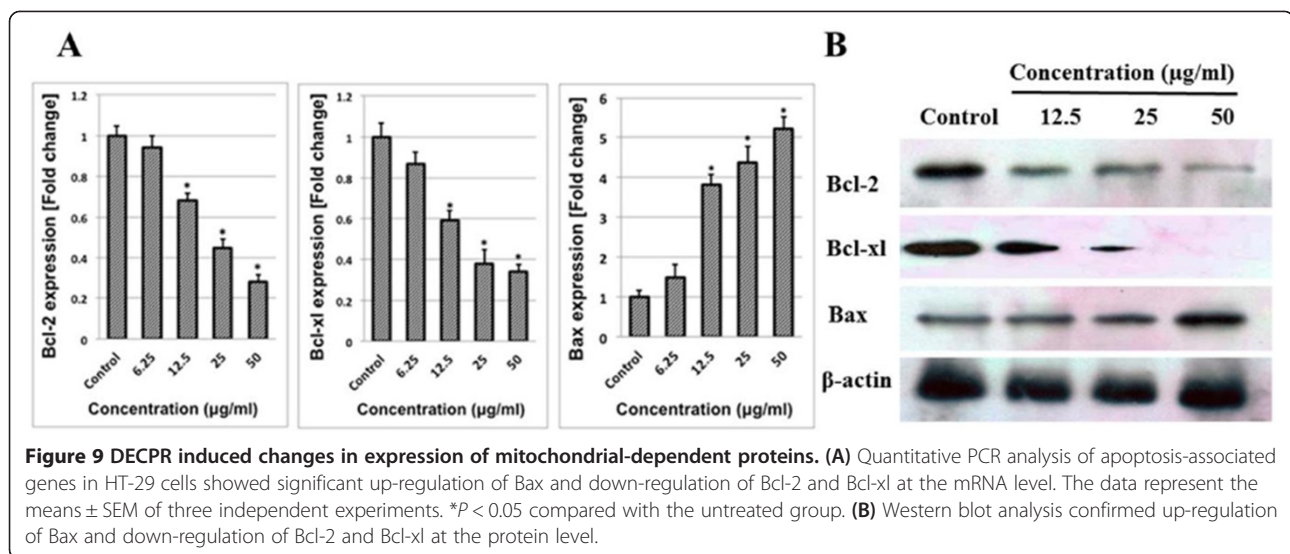 A
B
Bcl-2 expression [Fold change]
1.2
1
0.8
0.6
0.4
0.2
0
*
*
*
Control
6.25
12.5
25
50
Concentration (µg/ml)
Bcl-xl expression [Fold change]
1.2
1
0.8
0.6
0.4
0.2
0
*
*
*
Control
6.25
12.5
25
50
Concentration (µg/ml)
Bax expression [Fold change]
6
5
4
3
2
1
0
*
*
*
Control
6.25
12.5
25
50
Concentration (µg/ml)
Concentration (µg/ml)
Control 12.5 25 50
Bcl-2
Bcl-xl
Bax
β-actin
Figure 9 DECPR induced changes in expression of mitochondrial-dependent proteins. (A) Quantitative PCR analysis of apoptosis-associated
genes in HT-29 cells showed significant up-regulation of Bax and down-regulation of Bcl-2 and Bcl-xl at the mRNA level. The data represent the
means ± SEM of three independent experiments. *P < 0.05 compared with the untreated group. (B) Western blot analysis confirmed up-regulation
of Bax and down-regulation of Bcl-2 and Bcl-xl at the protein level.